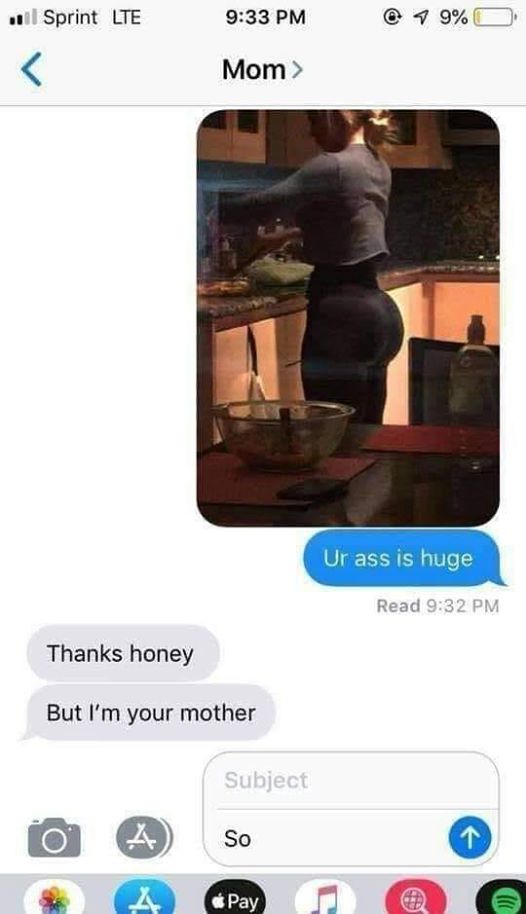 Sprint LTE 9:33 PM 9%
Mom
Ur ass is huge
Read 9:32 PM
Thanks honey
But I'm your mother
Subject
So
Pay